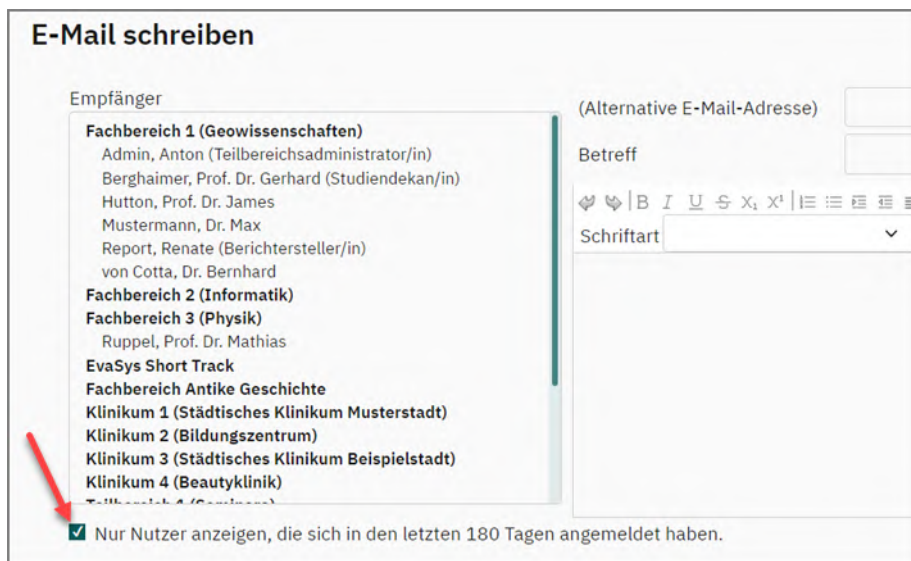 E-Mail schreiben
Empfänger
Fachbereich 1 (Geowissenschaften)
Admin, Anton (Teilbereichsadministrator/in)
Berghaimer, Prof. Dr. Gerhard (Studiendekan/in)
Hutton, Prof. Dr. James
Mustermann, Dr. Max
Report, Renate (Berichtersteller/in)
von Cotta, Dr. Bernhard
Fachbereich 2 (Informatik)
Fachbereich 3 (Physik)
Ruppel, Prof. Dr. Mathias
EvaSys Short Track
Fachbereich Antike Geschichte
Klinikum 1 (Städtisches Klinikum Musterstadt)
Klinikum 2 (Bildungszentrum)
Klinikum 3 (Städtisches Klinikum Beispielstadt)
Klinikum 4 (Beautyklinik)
Nur Nutzer anzeigen, die sich in den letzten 180 Tagen angemeldet haben.
(Alternative E-Mail-Adresse)
Betreff
B I U S X₁ X¹
Schriftart